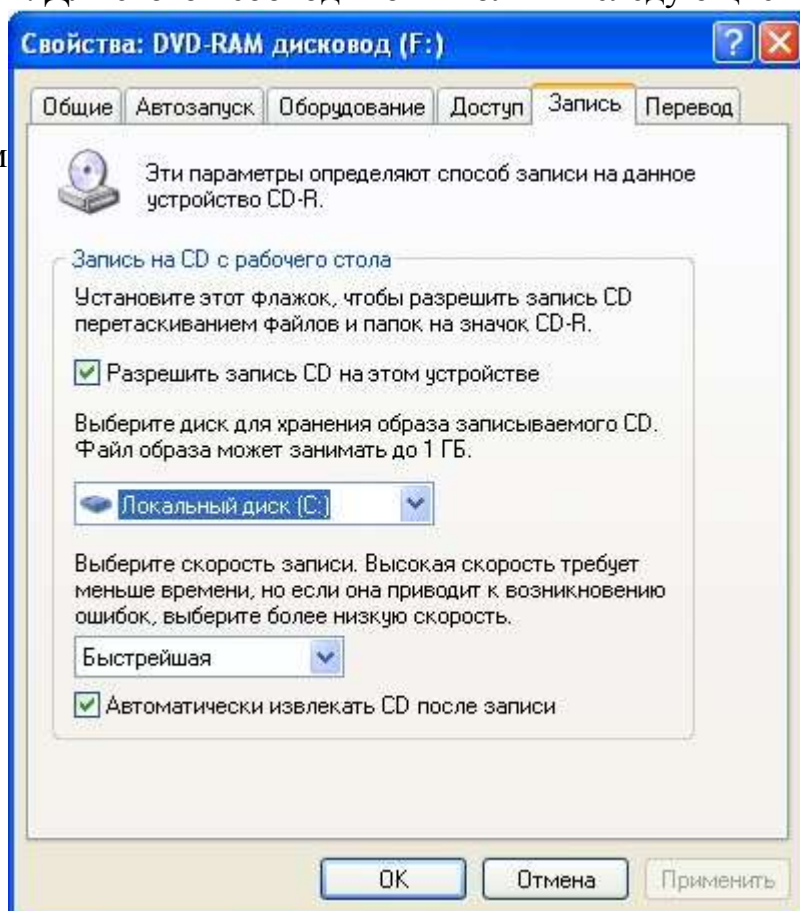 Свойства: DVD-RAM дисковод (F:)
Общие Автозапуск Оборудование Доступ Запись Перевод
Эти параметры определяют способ записи на данное
устройство CD-R.
Запись на CD с рабочего стола
Установите этот флажок, чтобы разрешить запись CD
перетаскиванием файлов и папок на значок CD-R.
Разрешить запись CD на этом устройстве
Выберите диск для хранения образа записываемого CD.
Файл образа может занимать до 1 ГБ.
Локальный диск (C:)
Выберите скорость записи. Высокая скорость требует
меньше времени, но если она приводит к возникновению
ошибок, выберите более низкую скорость.
Быстрейшая
Автоматически извлекать CD после записи
OK Отмена Применить